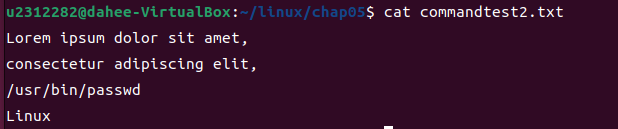 u2312282@dahee-VirtualBox:~/linux/chap05$ cat commandtest2.txt
Lorem ipsum dolor sit amet,
consectetur adipiscing elit,
/usr/bin/passwd
Linux